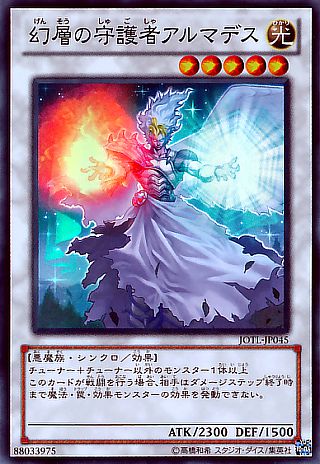 幻層の守護者アルマデス
光
JOTL-JP045
【悪魔族・シンクロ/効果】
チューナー+チューナー以外のモンスター1体以上
このカードが戦闘を行う場合、相手はダメージステップ終了時
まで魔法・罠・効果モンスターの効果を発動できない。
ATK/2300 DEF/1500
88033975
©高橋和希 スタジオ・ダイス/集英社